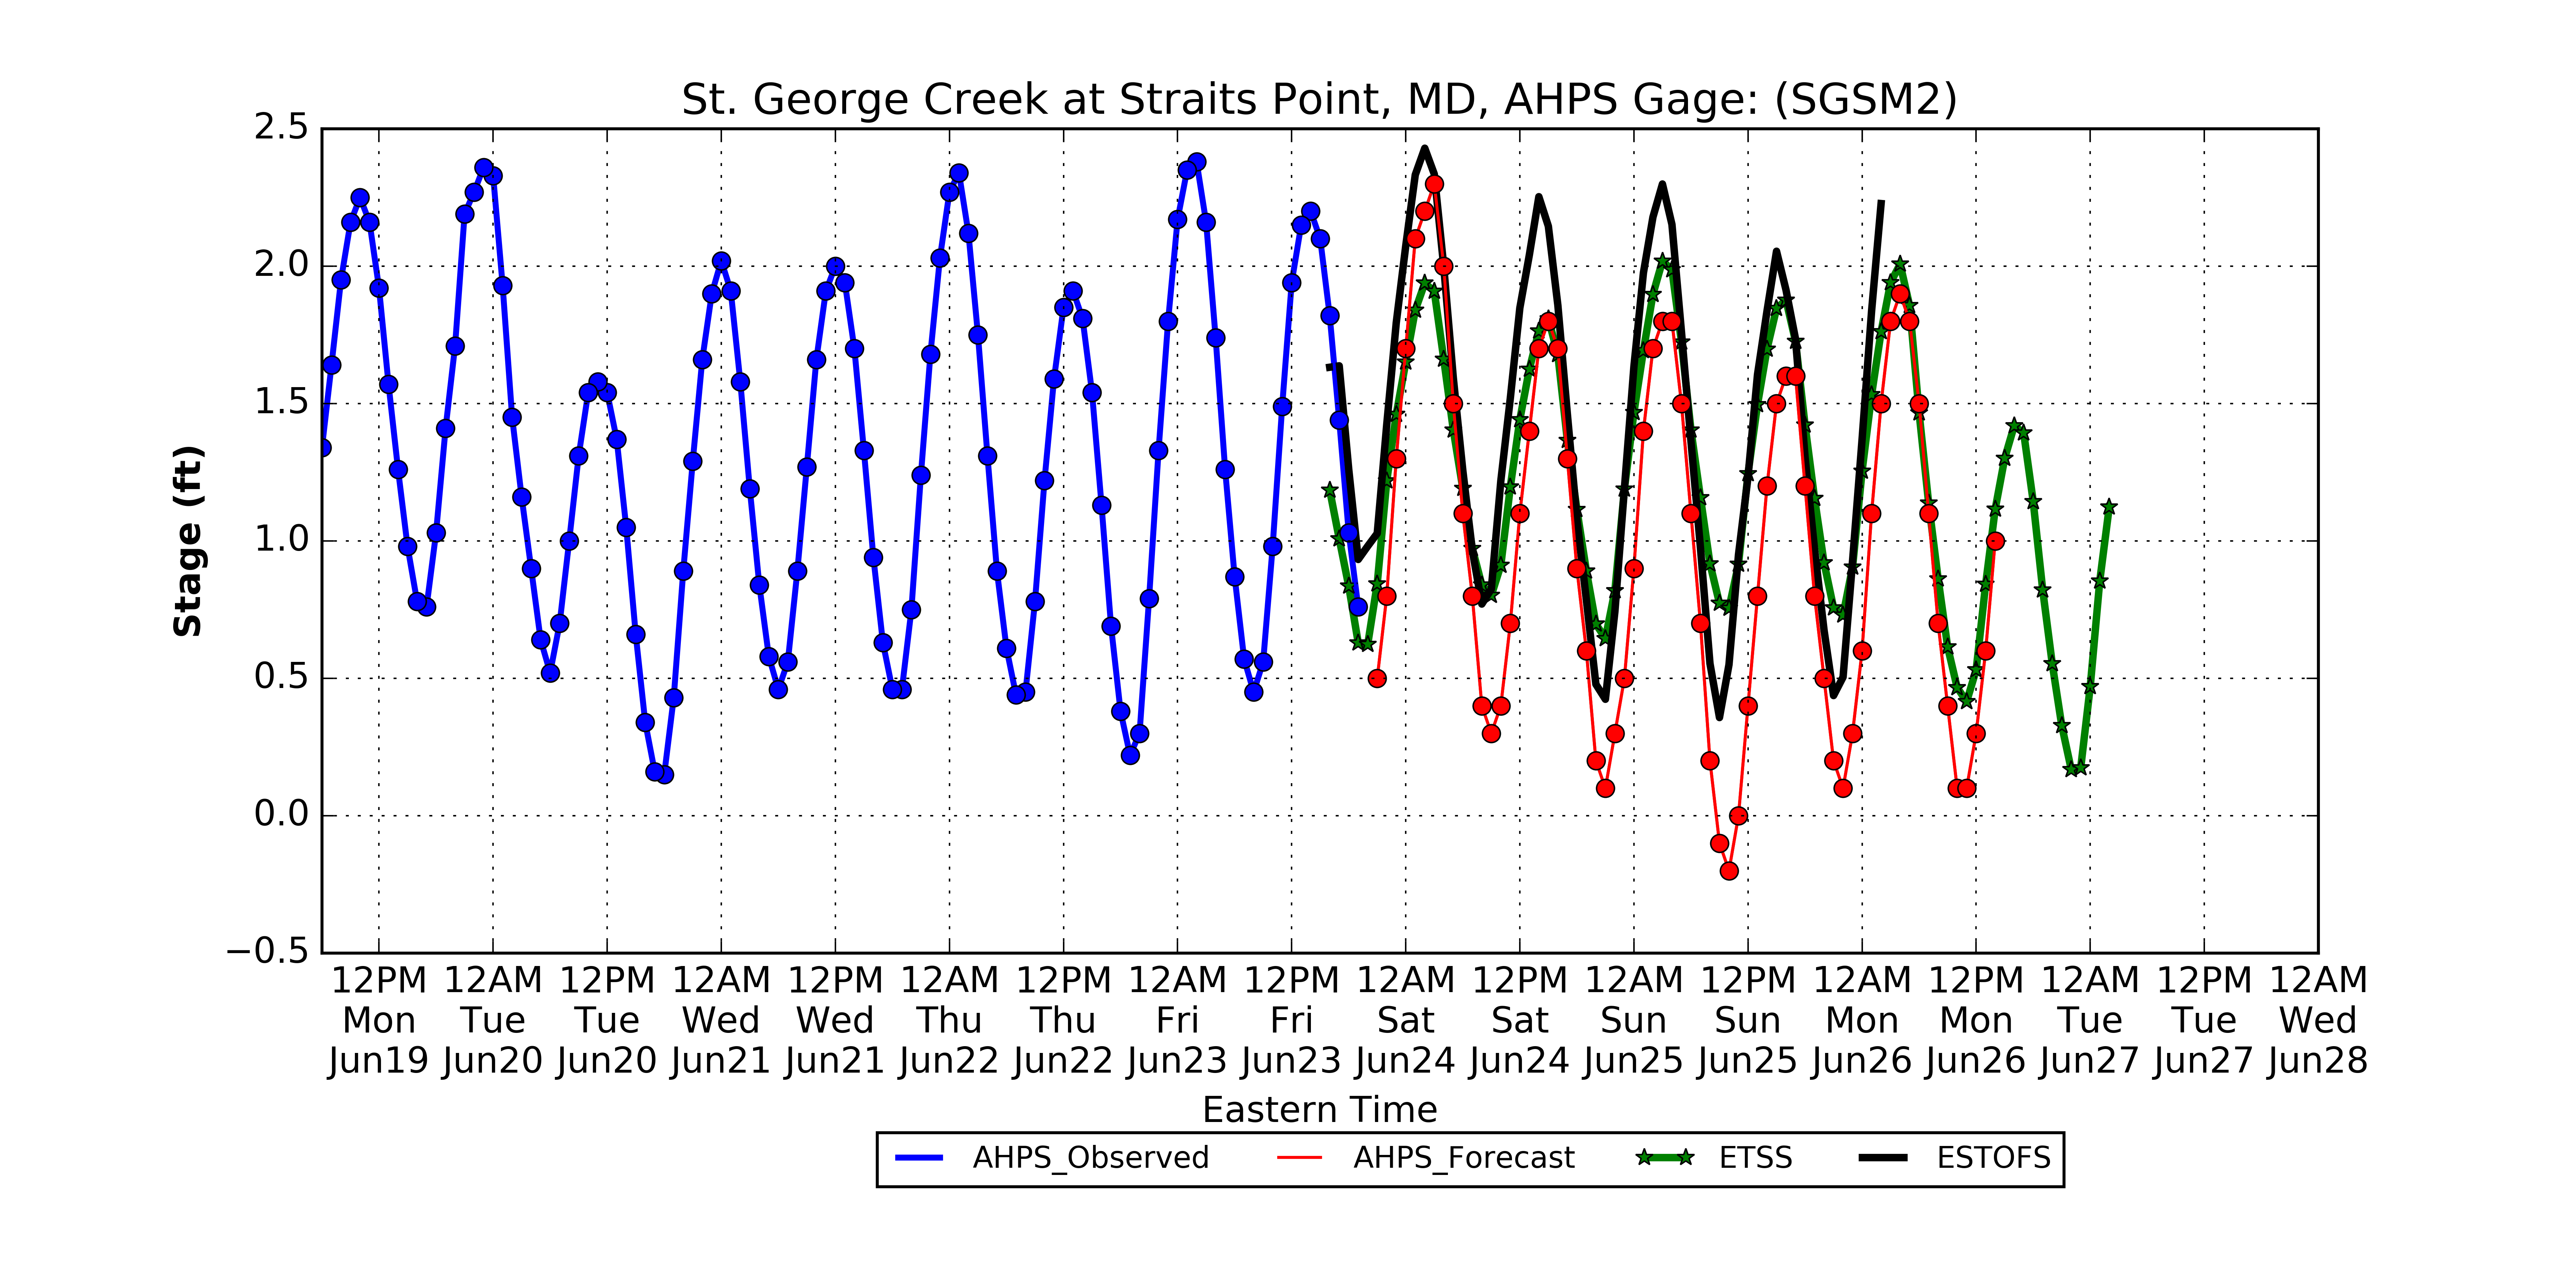 St. George Creek at Straits Point, MD, AHPS Gage: (SGSM2)
Stage (ft)
2.5
2.0
1.5
1.0
0.5
0.0
−0.5
12PM 12AM 12PM 12AM 12PM 12AM 12PM 12AM 12PM 12AM 12PM 12AM 12PM 12AM 12PM 12AM 12PM 12AM
Mon Tue Tue Wed Wed Thu Thu Fri Fri Sat Sat Sun Sun Mon Mon Tue Tue Wed
Jun19 Jun20 Jun20 Jun21 Jun21 Jun22 Jun22 Jun23 Jun23 Jun24 Jun24 Jun25 Jun25 Jun26 Jun26 Jun27 Jun27 Jun28
Eastern Time
AHPS_Observed AHPS_Forecast ETSS ESTOFS